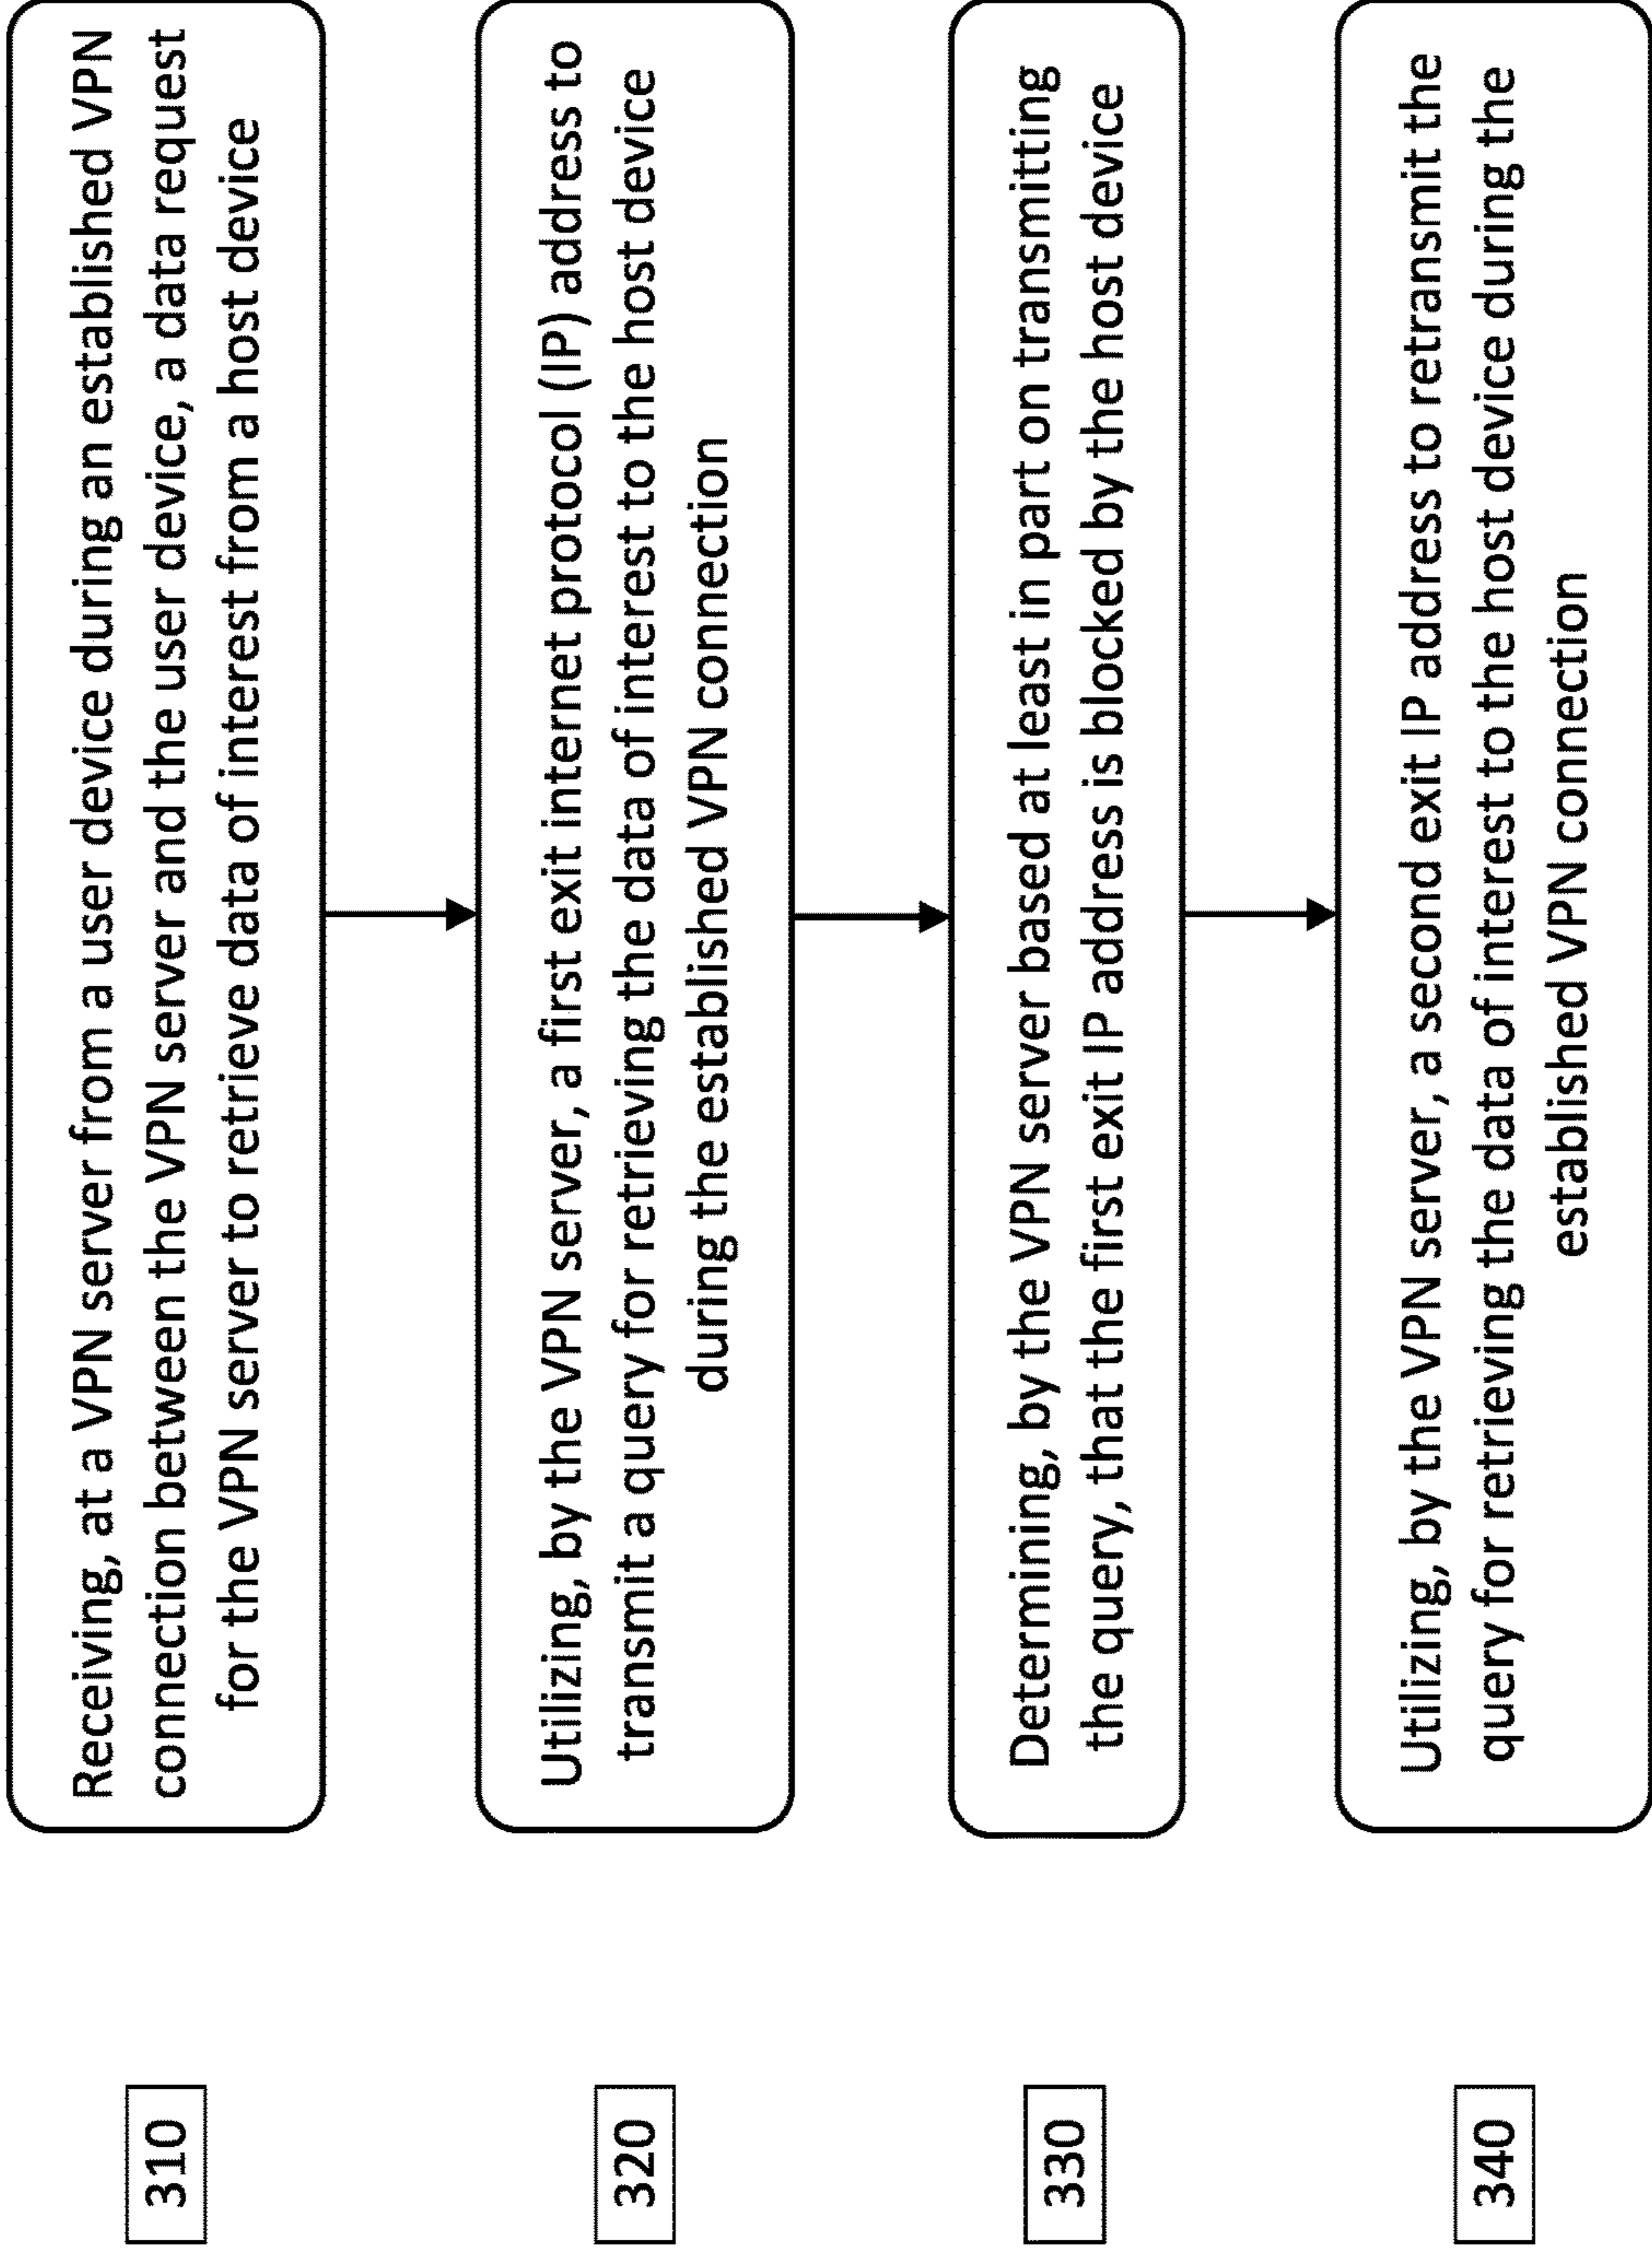 310
Receiving, at a VPN server from a user device during an established VPN
connection between the VPN server and the user device, a data request
for the VPN server to retrieve data of interest from a host device
320
Utilizing, by the VPN server, a first exit internet protocol (IP) address to
transmit a query for retrieving the data of interest to the host device
during the established VPN connection
330
Determining, by the VPN server based at least in part on transmitting
the query, that the first exit IP address is blocked by the host device
340
Utilizing, by the VPN server, a second exit IP address to retransmit the
query for retrieving the data of interest to the host device during the
established VPN connection